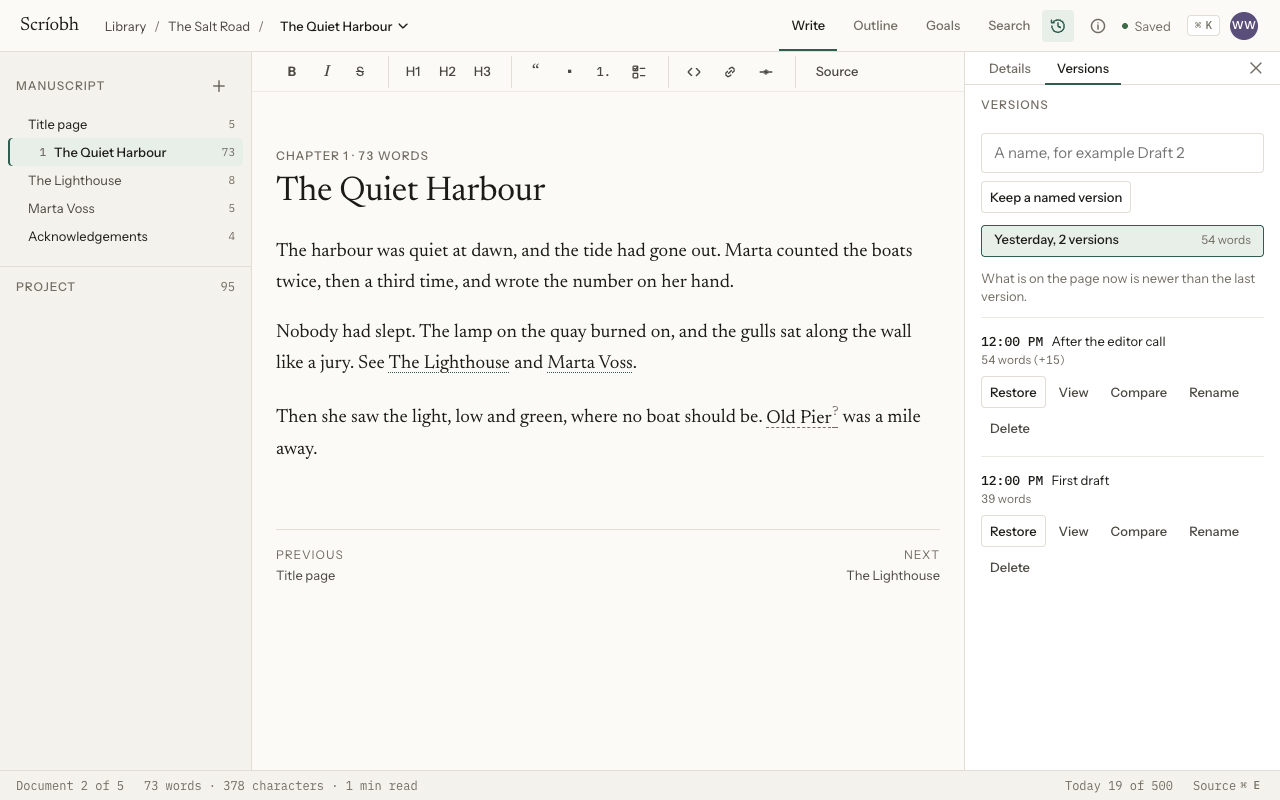 Scríobh
Library / The Salt Road / The Quiet Harbour
Write Outline Goals Search Saved ⌘ K WW
MANUSCRIPT
Title page 5
1 The Quiet Harbour 73
The Lighthouse 8
Marta Voss 5
Acknowledgements 4
PROJECT 95
B I S H1 H2 H3 “ ▪ 1. Source
CHAPTER 1 · 73 WORDS
The Quiet Harbour
The harbour was quiet at dawn, and the tide had gone out. Marta counted the boats
twice, then a third time, and wrote the number on her hand.
Nobody had slept. The lamp on the quay burned on, and the gulls sat along the wall
like a jury. See The Lighthouse and Marta Voss.
Then she saw the light, low and green, where no boat should be. Old Pier? was a mile
away.
PREVIOUS
Title page
NEXT
The Lighthouse
Details Versions
VERSIONS
A name, for example Draft 2
Keep a named version
Yesterday, 2 versions 54 words
What is on the page now is newer than the last
version.
12:00 PM After the editor call
54 words (+15)
Restore View Compare Rename
Delete
12:00 PM First draft
39 words
Restore View Compare Rename
Delete
Document 2 of 5 73 words · 378 characters · 1 min read
Today 19 of 500 Source ⌘ E